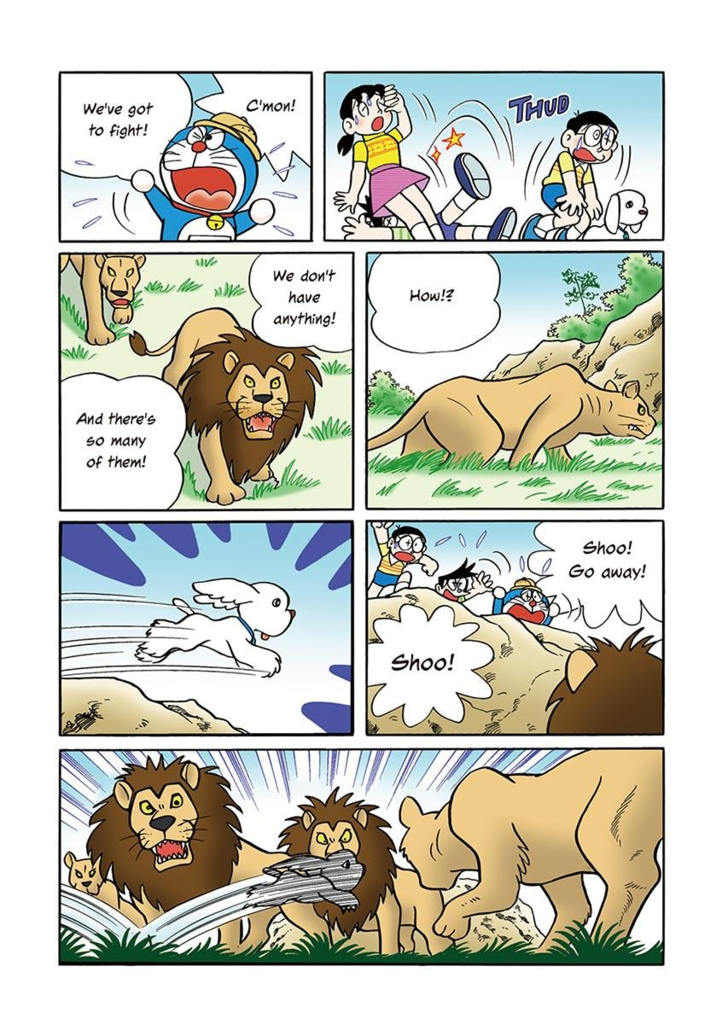 We've got
to fight!
C'mon!
THUD
We don't
have
anything!
And there's
so many
of them!
How!?
Shoo!
Go away!
Shoo!